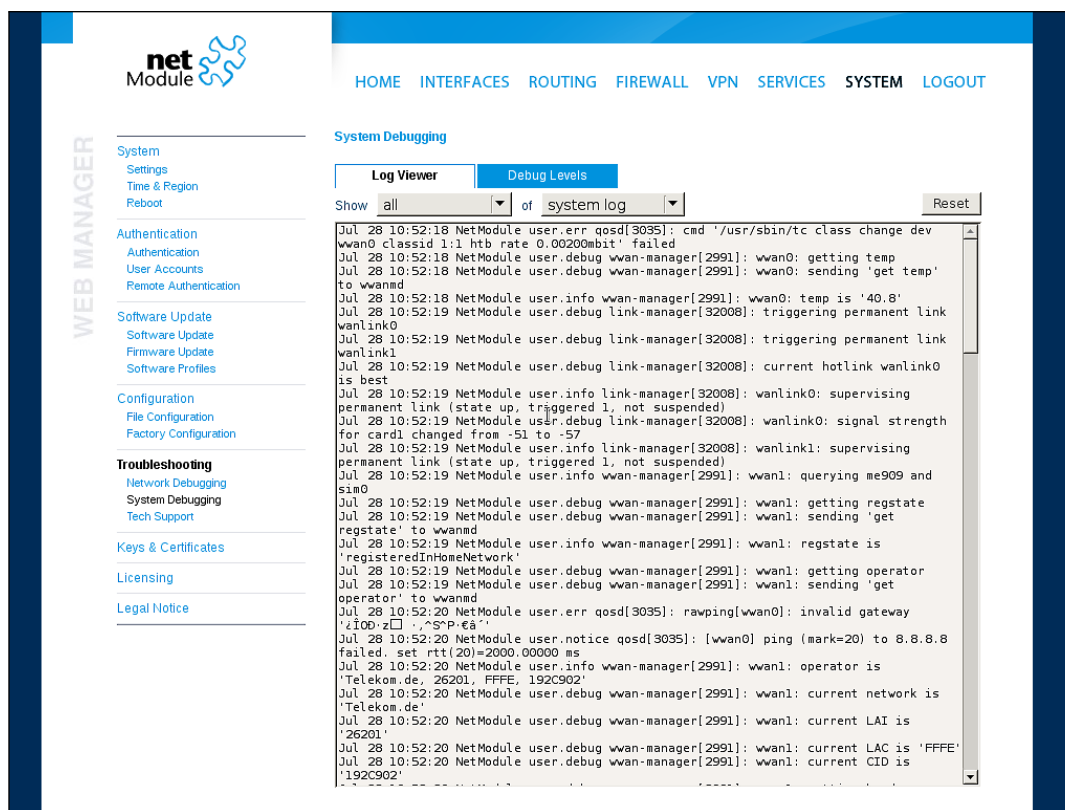 net
Module
HOME INTERFACES ROUTING FIREWALL VPN SERVICES SYSTEM LOGOUT
WEB MANAGER
System
Settings
Time & Region
Reboot
Authentication
Authentication
User Accounts
Remote Authentication
Software Update
Software Update
Firmware Update
Software Profiles
Configuration
File Configuration
Factory Configuration
Troubleshooting
Network Debugging
System Debugging
Tech Support
Keys & Certificates
Licensing
Legal Notice
System Debugging
Log Viewer Debug Levels
Show all of system log Reset
Jul 28 10:52:18 NetModule user.err qosd[3035]: cmd '/usr/sbin/tc class change dev
wwan0 classid 1:1 htb rate 0.00200mbit' failed
Jul 28 10:52:18 NetModule user.debug wwan-manager[2991]: wwan0: getting temp
Jul 28 10:52:18 NetModule user.debug wwan-manager[2991]: wwan0: sending 'get temp'
to wwanmd
Jul 28 10:52:18 NetModule user.info wwan-manager[2991]: wwan0: temp is '40.8'
Jul 28 10:52:19 NetModule user.debug link-manager[32008]: triggering permanent link
wanlink0
Jul 28 10:52:19 NetModule user.debug link-manager[32008]: triggering permanent link
wanlink1
Jul 28 10:52:19 NetModule user.debug link-manager[32008]: current hotlink wanlink0
is best
Jul 28 10:52:19 NetModule user.info link-manager[32008]: wanlink0: supervising
permanent link (state up, triggered 1, not suspended)
Jul 28 10:52:19 NetModule user.debug link-manager[32008]: wanlink0: signal strength
for card1 changed from -51 to -57
Jul 28 10:52:19 NetModule user.info link-manager[32008]: wanlink1: supervising
permanent link (state up, triggered 1, not suspended)
Jul 28 10:52:19 NetModule user.info wwan-manager[2991]: wwan1: querying me909 and
sim0
Jul 28 10:52:19 NetModule user.debug wwan-manager[2991]: wwan1: getting regstate
Jul 28 10:52:19 NetModule user.debug wwan-manager[2991]: wwan1: sending 'get
regstate' to wwanmd
Jul 28 10:52:19 NetModule user.info wwan-manager[2991]: wwan1: regstate is
'registeredInHomeNetwork'
Jul 28 10:52:19 NetModule user.debug wwan-manager[2991]: wwan1: getting operator
Jul 28 10:52:19 NetModule user.debug wwan-manager[2991]: wwan1: sending 'get
operator' to wwanmd
Jul 28 10:52:20 NetModule user.err qosd[3035]: rawping[wwan0]: invalid gateway
Jul 28 10:52:20 NetModule user.notice qosd[3035]: [wwan0] ping (mark=20) to 8.8.8.8
failed. set rtt(20)=2000.00000 ms
Jul 28 10:52:20 NetModule user.info wwan-manager[2991]: wwan1: operator is
'Telekom.de, 26201, FFFE, 192C902'
Jul 28 10:52:20 NetModule user.debug wwan-manager[2991]: wwan1: current network is
'Telekom.de'
Jul 28 10:52:20 NetModule user.debug wwan-manager[2991]: wwan1: current LAI is
'26201'
Jul 28 10:52:20 NetModule user.debug wwan-manager[2991]: wwan1: current LAC is 'FFFE'
Jul 28 10:52:20 NetModule user.debug wwan-manager[2991]: wwan1: current CID is
'192C902'